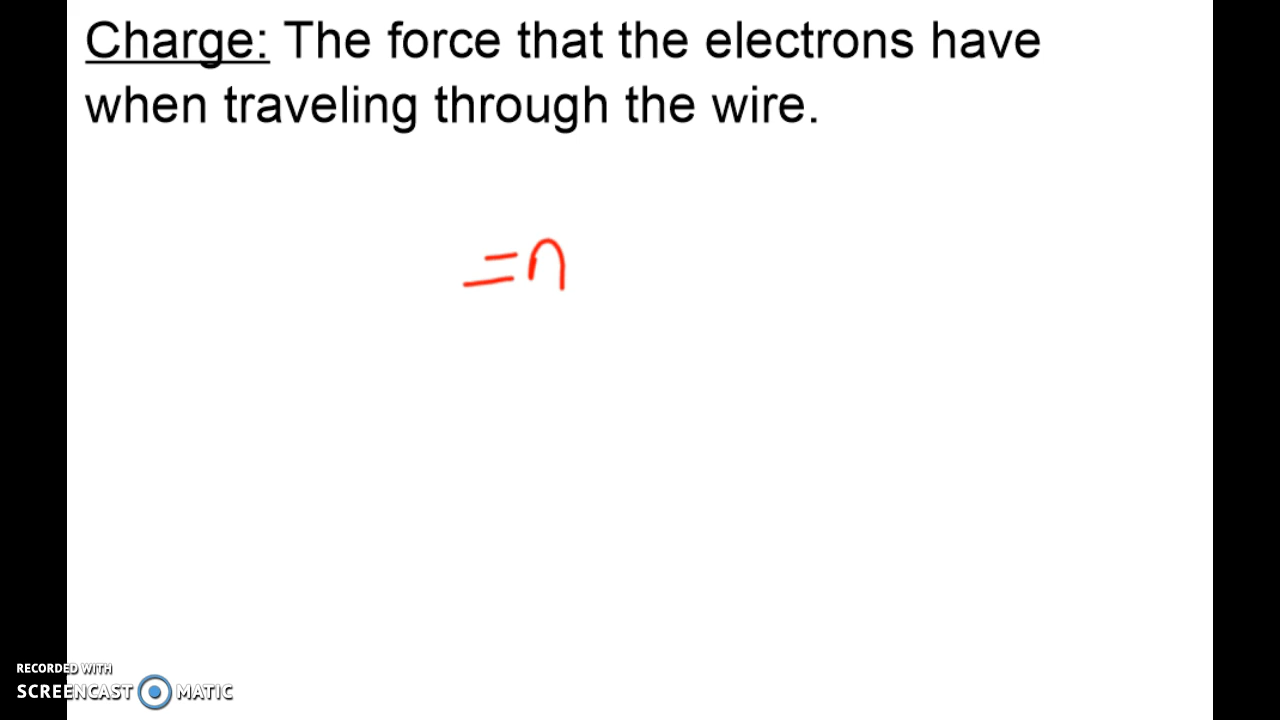 Charge: The force that the electrons have
when traveling through the wire.
=n
RECORDED WITH
SCREENCAST MATIC